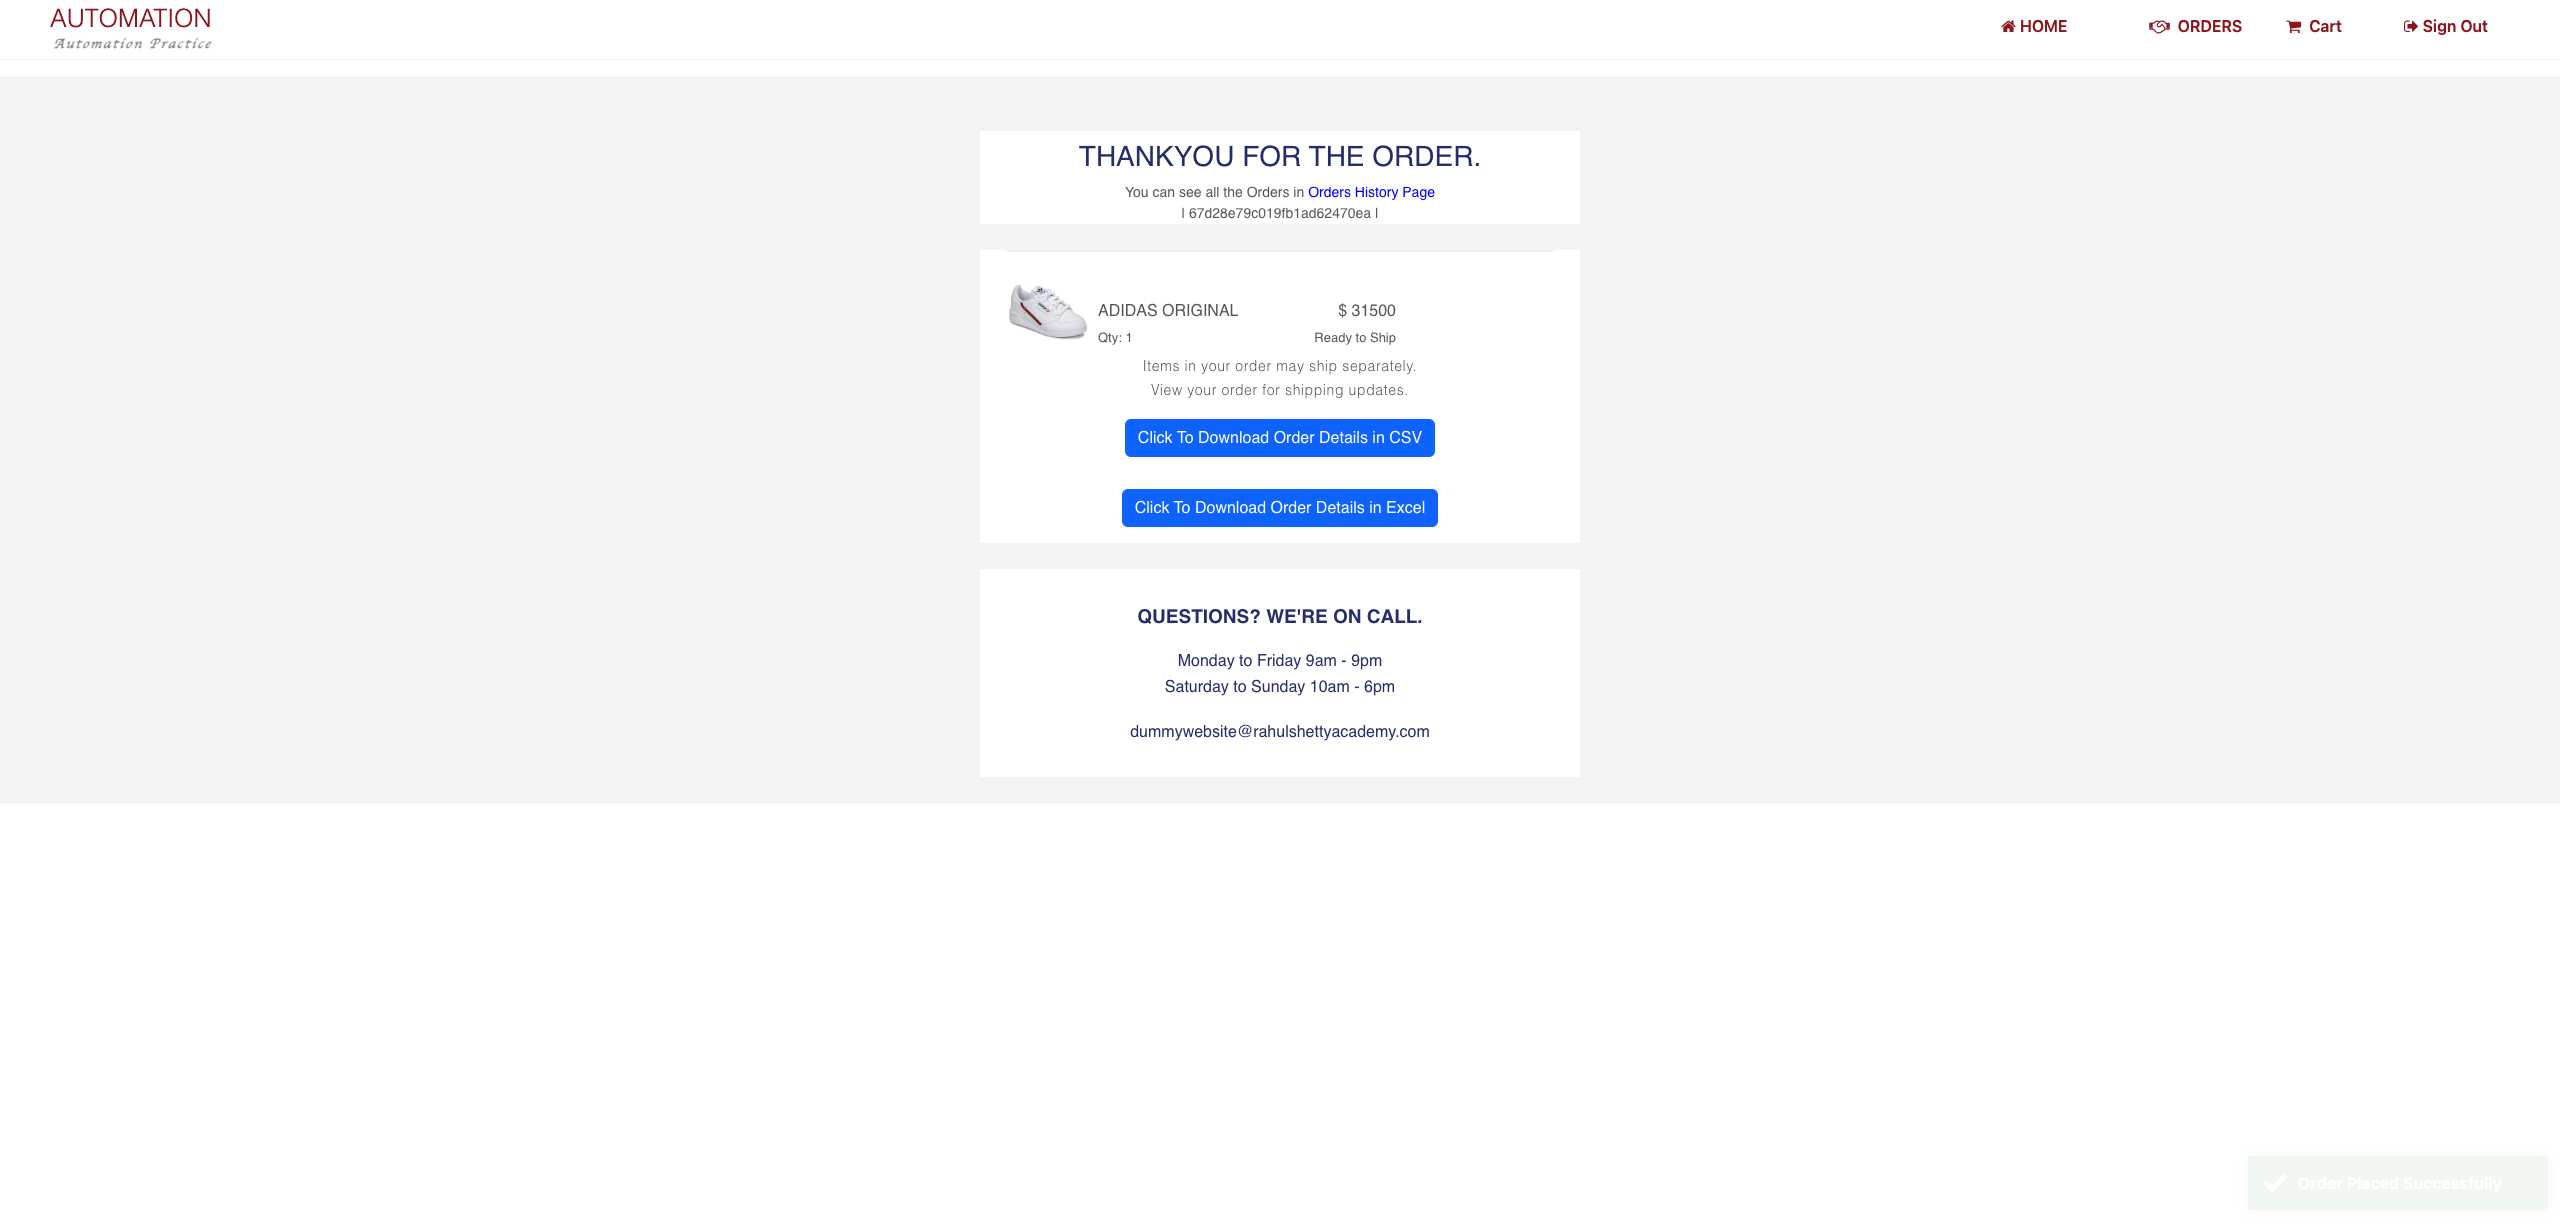 AUTOMATION
Automation Practice
HOME
ORDERS
Cart
Sign Out
THANKYOU FOR THE ORDER.
You can see all the Orders in Orders History Page
| 67d28e79c019fb1ad62470ea |
ADIDAS ORIGINAL
$ 31500
Qty: 1
Ready to Ship
Items in your order may ship separately.
View your order for shipping updates.
Click To Download Order Details in CSV
Click To Download Order Details in Excel
QUESTIONS? WE'RE ON CALL.
Monday to Friday 9am - 9pm
Saturday to Sunday 10am - 6pm
dummywebsite@rahulshettyacademy.com
Order Placed Successfully